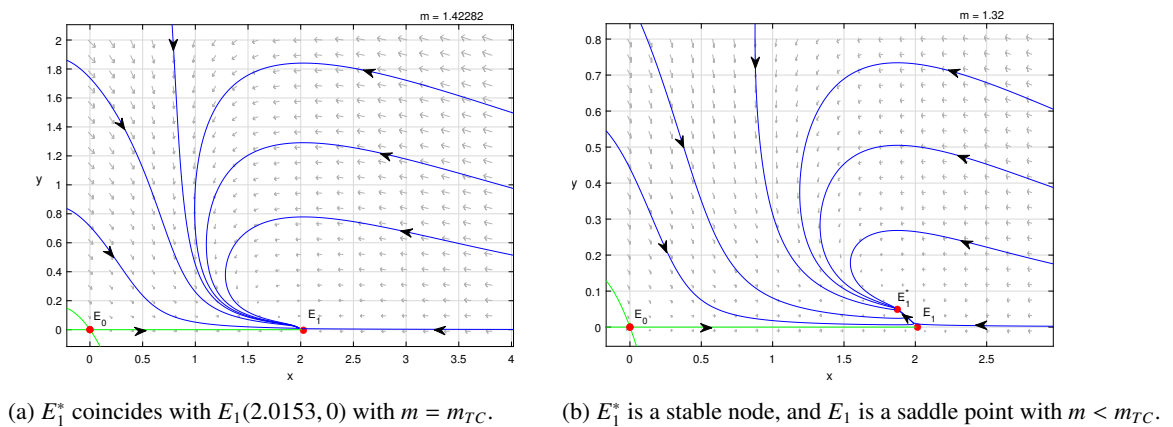 m = 1.42282
2
1.8
1.6
1.4
1.2
1
0.8
0.6
0.4
0.2
0
y
E₀
E₁
0 0.5 1 1.5 2 2.5 3 3.5 4
x
m = 1.32
0.8
0.7
0.6
0.5
0.4
0.3
0.2
0.1
0
y
E₀
E₁*
E₁
0 0.5 1 1.5 2 2.5
x
(a) E₁* coincides with E₁(2.0153, 0) with m = m_TC.
(b) E₁* is a stable node, and E₁ is a saddle point with m < m_TC.